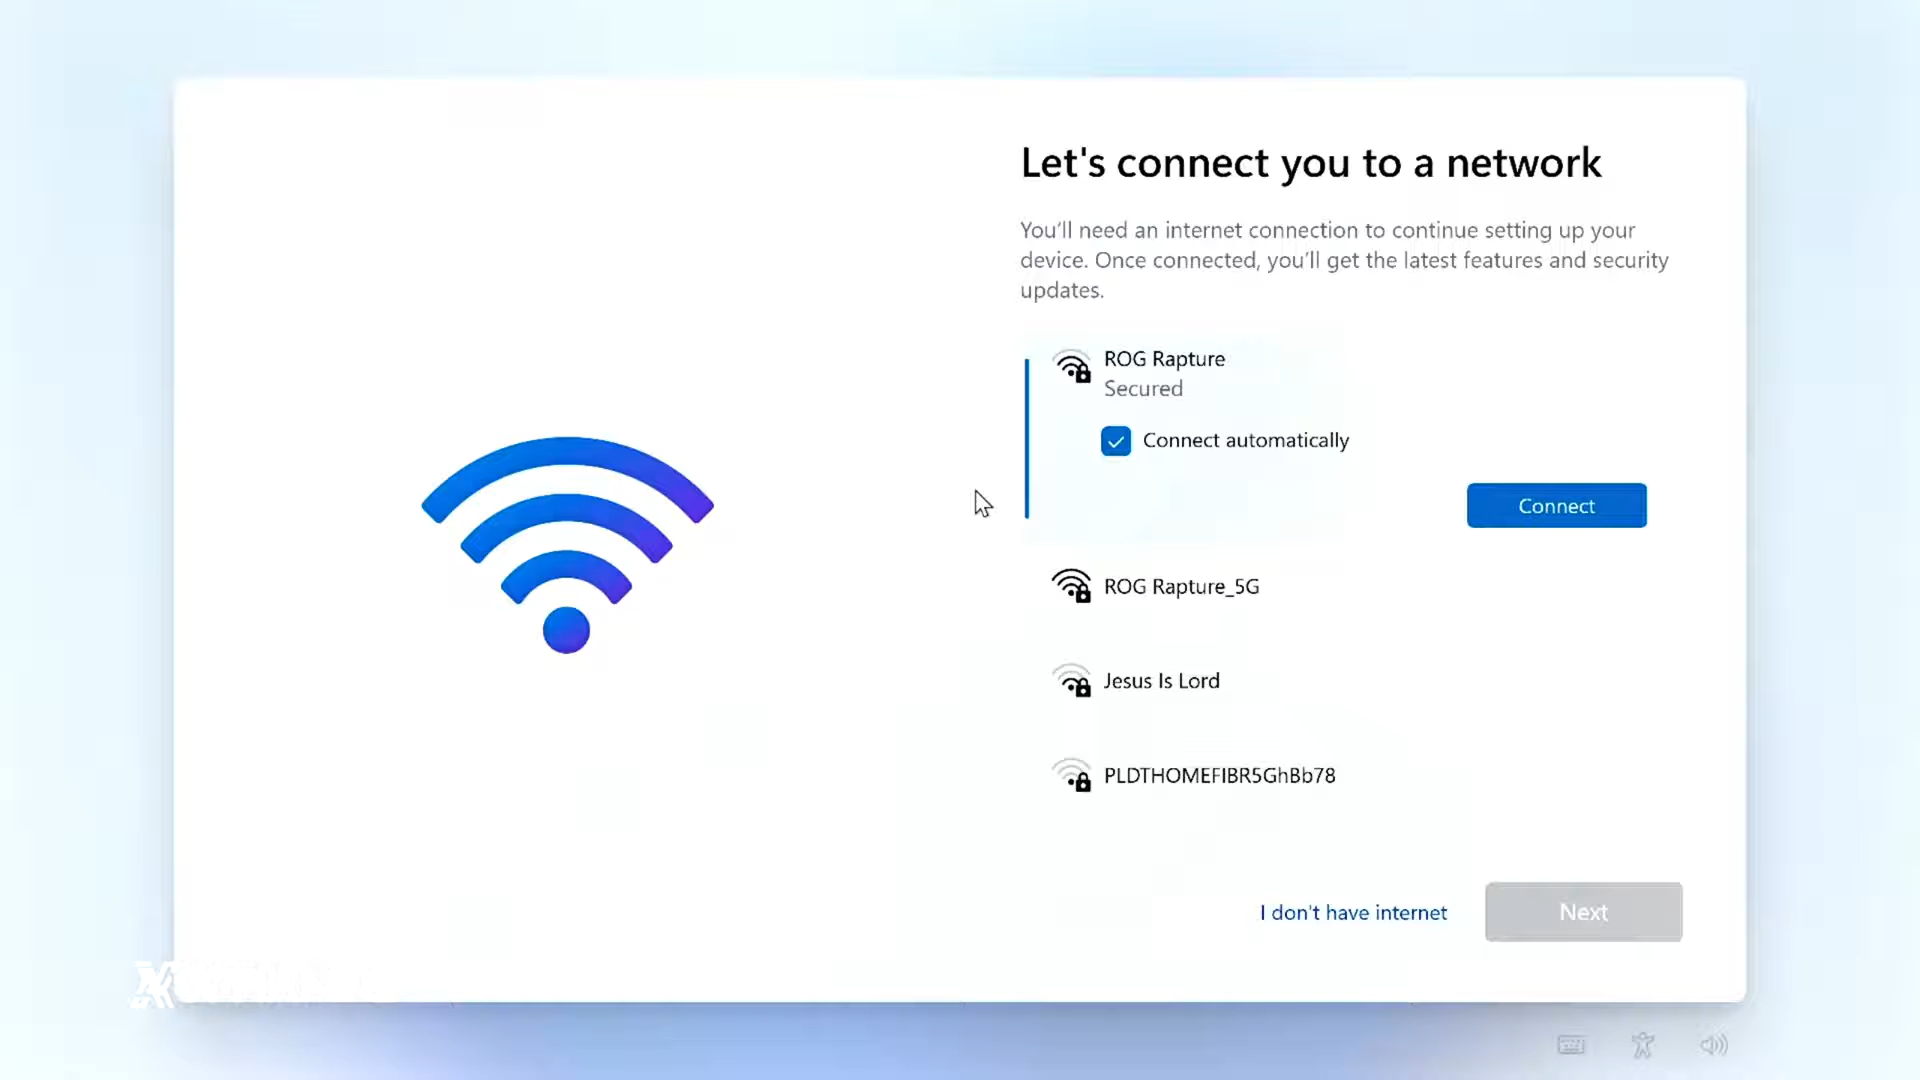 Let's connect you to a network
You'll need an internet connection to continue setting up your
device. Once connected, you'll get the latest features and security
updates.
ROG Rapture
Secured
Connect automatically
Connect
ROG Rapture_5G
Jesus Is Lord
PLDTHOMEFIBR5GhBb78
I don't have internet
Next